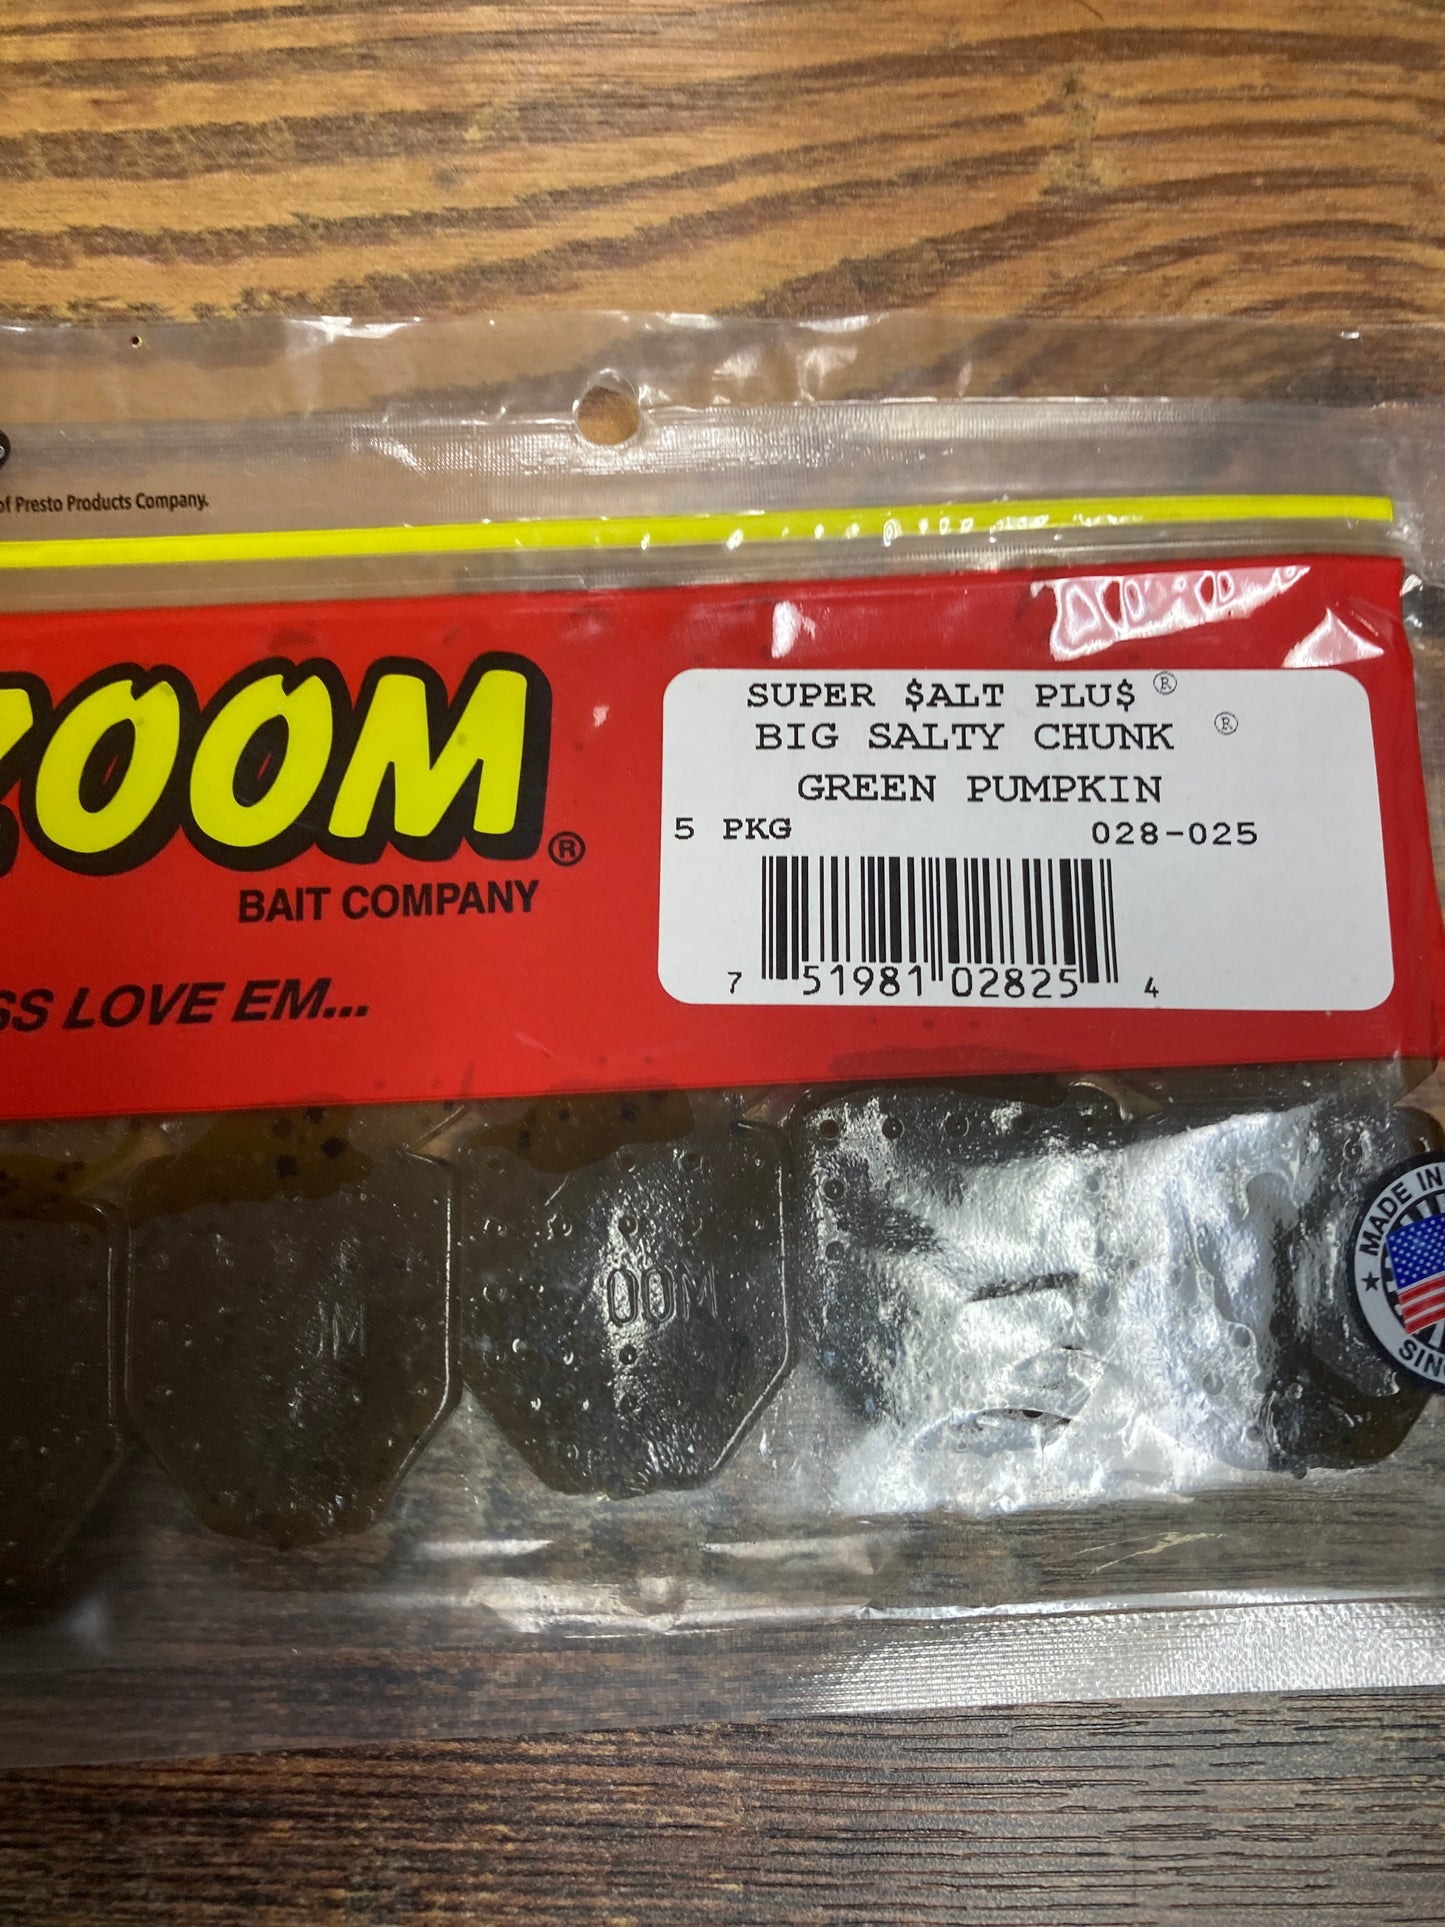 of Presto Products Company.
ZOOM®
BAIT COMPANY
SS LOVE EM...
SUPER $ALT PLU$®
BIG SALTY CHUNK ®
GREEN PUMPKIN
5 PKG 028-025
7 51981 02825 4
OOM
M
MADE IN
SINC